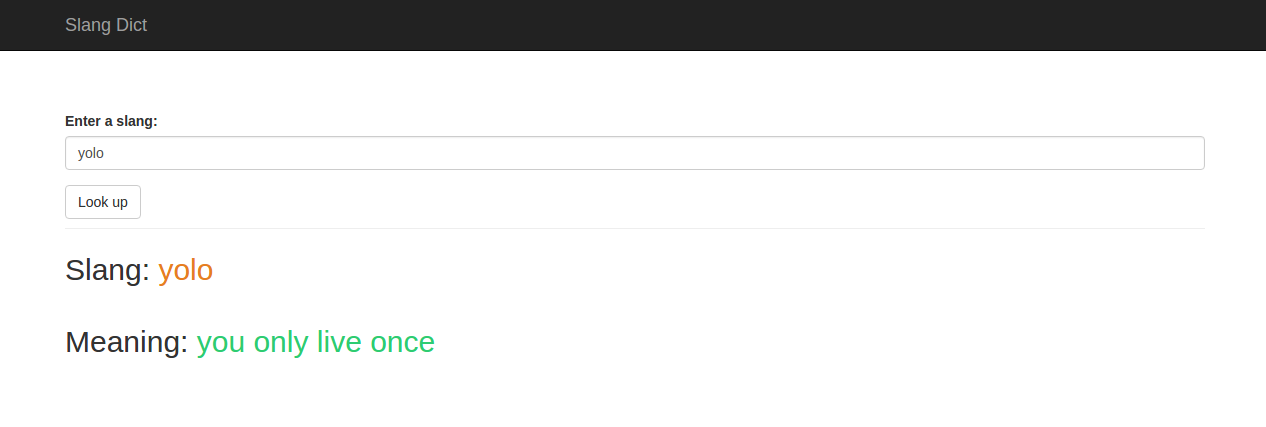 Slang Dict
Enter a slang:
yolo
Look up
Slang: yolo
Meaning: you only live once